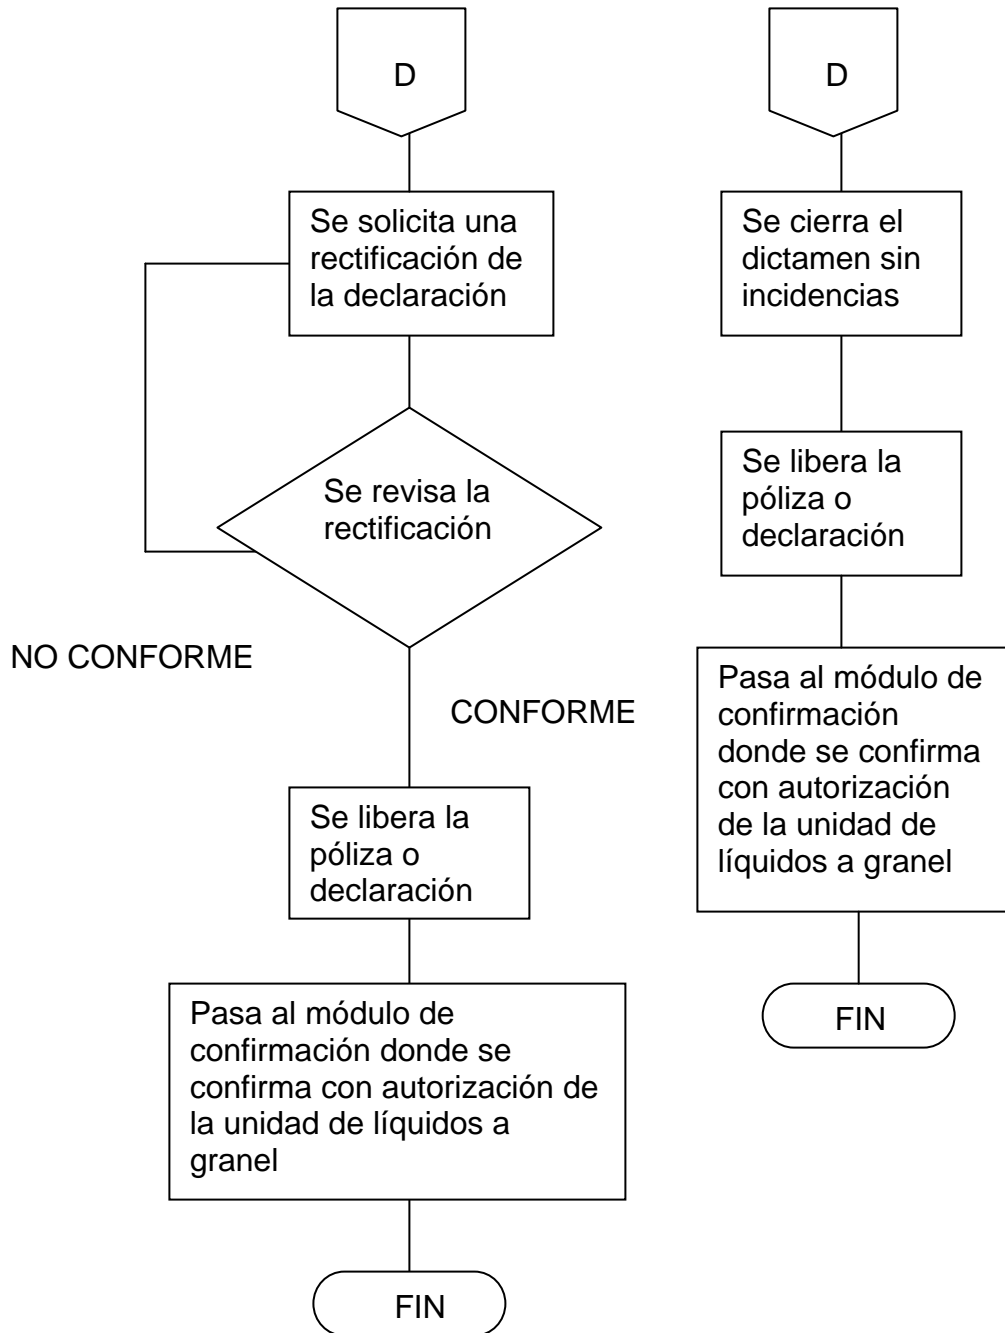 D
Se solicita una
rectificación de
la declaración
Se revisa la
rectificación
NO CONFORME
CONFORME
Se libera la
póliza o
declaración
Pasa al módulo de
confirmación donde se
confirma con autorización de
la unidad de líquidos a
granel
FIN
D
Se cierra el
dictamen sin
incidencias
Se libera la
póliza o
declaración
Pasa al módulo de
confirmación
donde se confirma
con autorización
de la unidad de
líquidos a granel
FIN